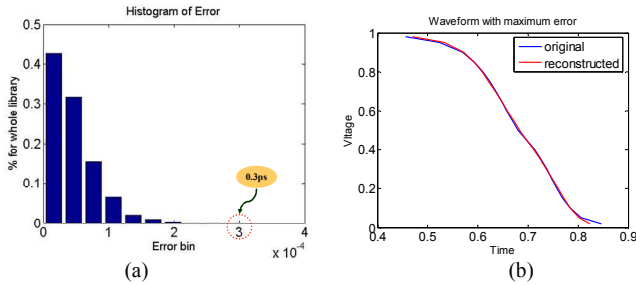 Histogram of Error
% for whole library
0.5
0.4
0.3
0.2
0.1
0
0 1 2 3 4
x 10⁻⁴
Error bin
0.3ps
(a)
Waveform with maximum error
original
reconstructed
Vltage
1
0.8
0.6
0.4
0.2
0
0.4 0.5 0.6 0.7 0.8 0.9
Time
(b)